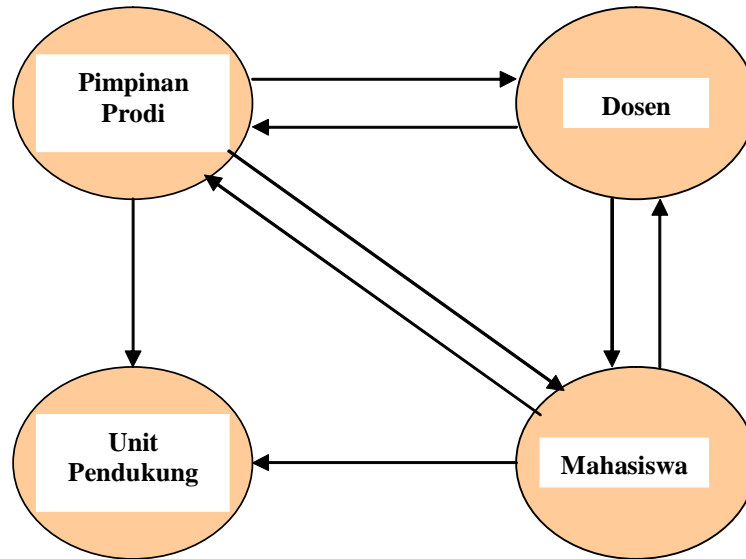 Pimpinan
Prodi
Dosen
Unit
Pendukung
Mahasiswa